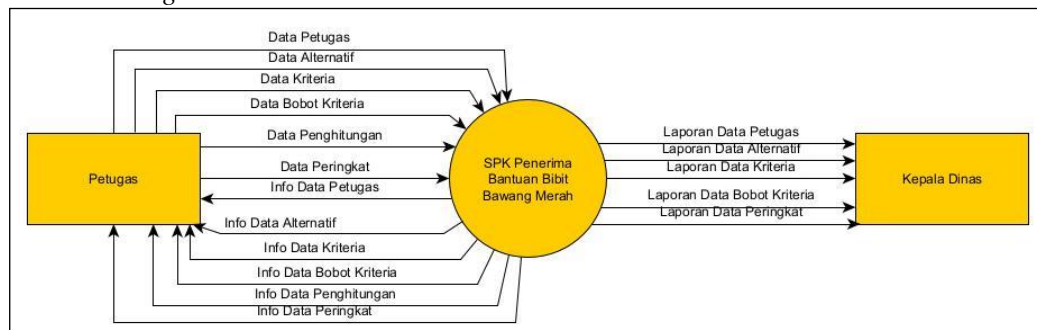 Data Petugas
Data Alternatif
Data Kriteria
Data Bobot Kriteria
Data Penghitungan
Data Peringkat
Info Data Petugas
Info Data Alternatif
Info Data Kriteria
Info Data Bobot Kriteria
Info Data Penghitungan
Info Data Peringkat
Petugas
SPK Penerima
Bantuan Bibit
Bawang Merah
Laporan Data Petugas
Laporan Data Alternatif
Laporan Data Kriteria
Laporan Data Bobot Kriteria
Laporan Data Peringkat
Kepala Dinas